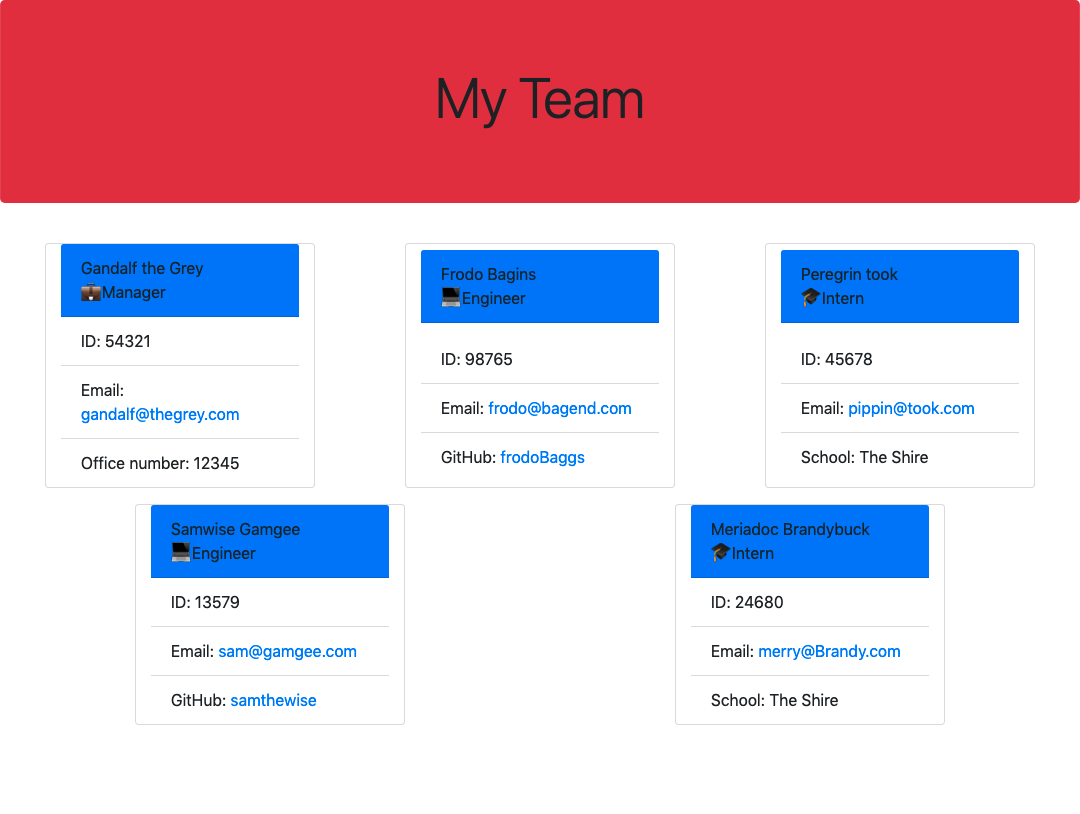 My Team
Gandalf the Grey
Manager
ID: 54321
Email:
gandalf@thegrey.com
Office number: 12345
Frodo Bagins
Engineer
ID: 98765
Email: frodo@bagend.com
GitHub: frodoBaggs
Peregrin took
Intern
ID: 45678
Email: pippin@took.com
School: The Shire
Samwise Gamgee
Engineer
ID: 13579
Email: sam@gamgee.com
GitHub: samthewise
Meriadoc Brandybuck
Intern
ID: 24680
Email: merry@Brandy.com
School: The Shire